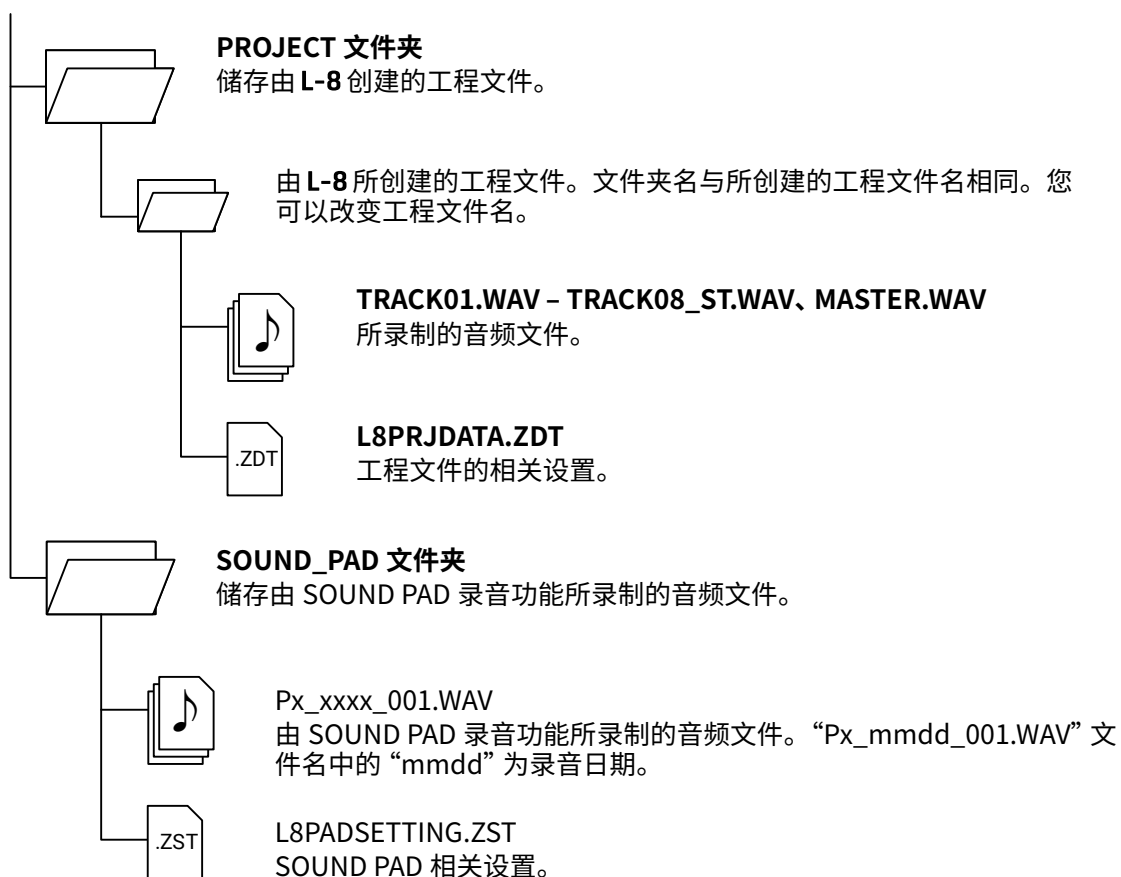 PROJECT 文件夹
储存由 L-8 创建的工程文件。
由 L-8 所创建的工程文件。文件夹名与所创建的工程文件名相同。您
可以改变工程文件名。
TRACK01.WAV – TRACK08_ST.WAV、MASTER.WAV
所录制的音频文件。
L8PRJDATA.ZDT
.ZDT
工程文件的相关设置。
SOUND_PAD 文件夹
储存由 SOUND PAD 录音功能所录制的音频文件。
Px_xxxx_001.WAV
由 SOUND PAD 录音功能所录制的音频文件。“Px_mmdd_001.WAV” 文
件名中的 “mmdd” 为录音日期。
.ZST
L8PADSETTING.ZST
SOUND PAD 相关设置。